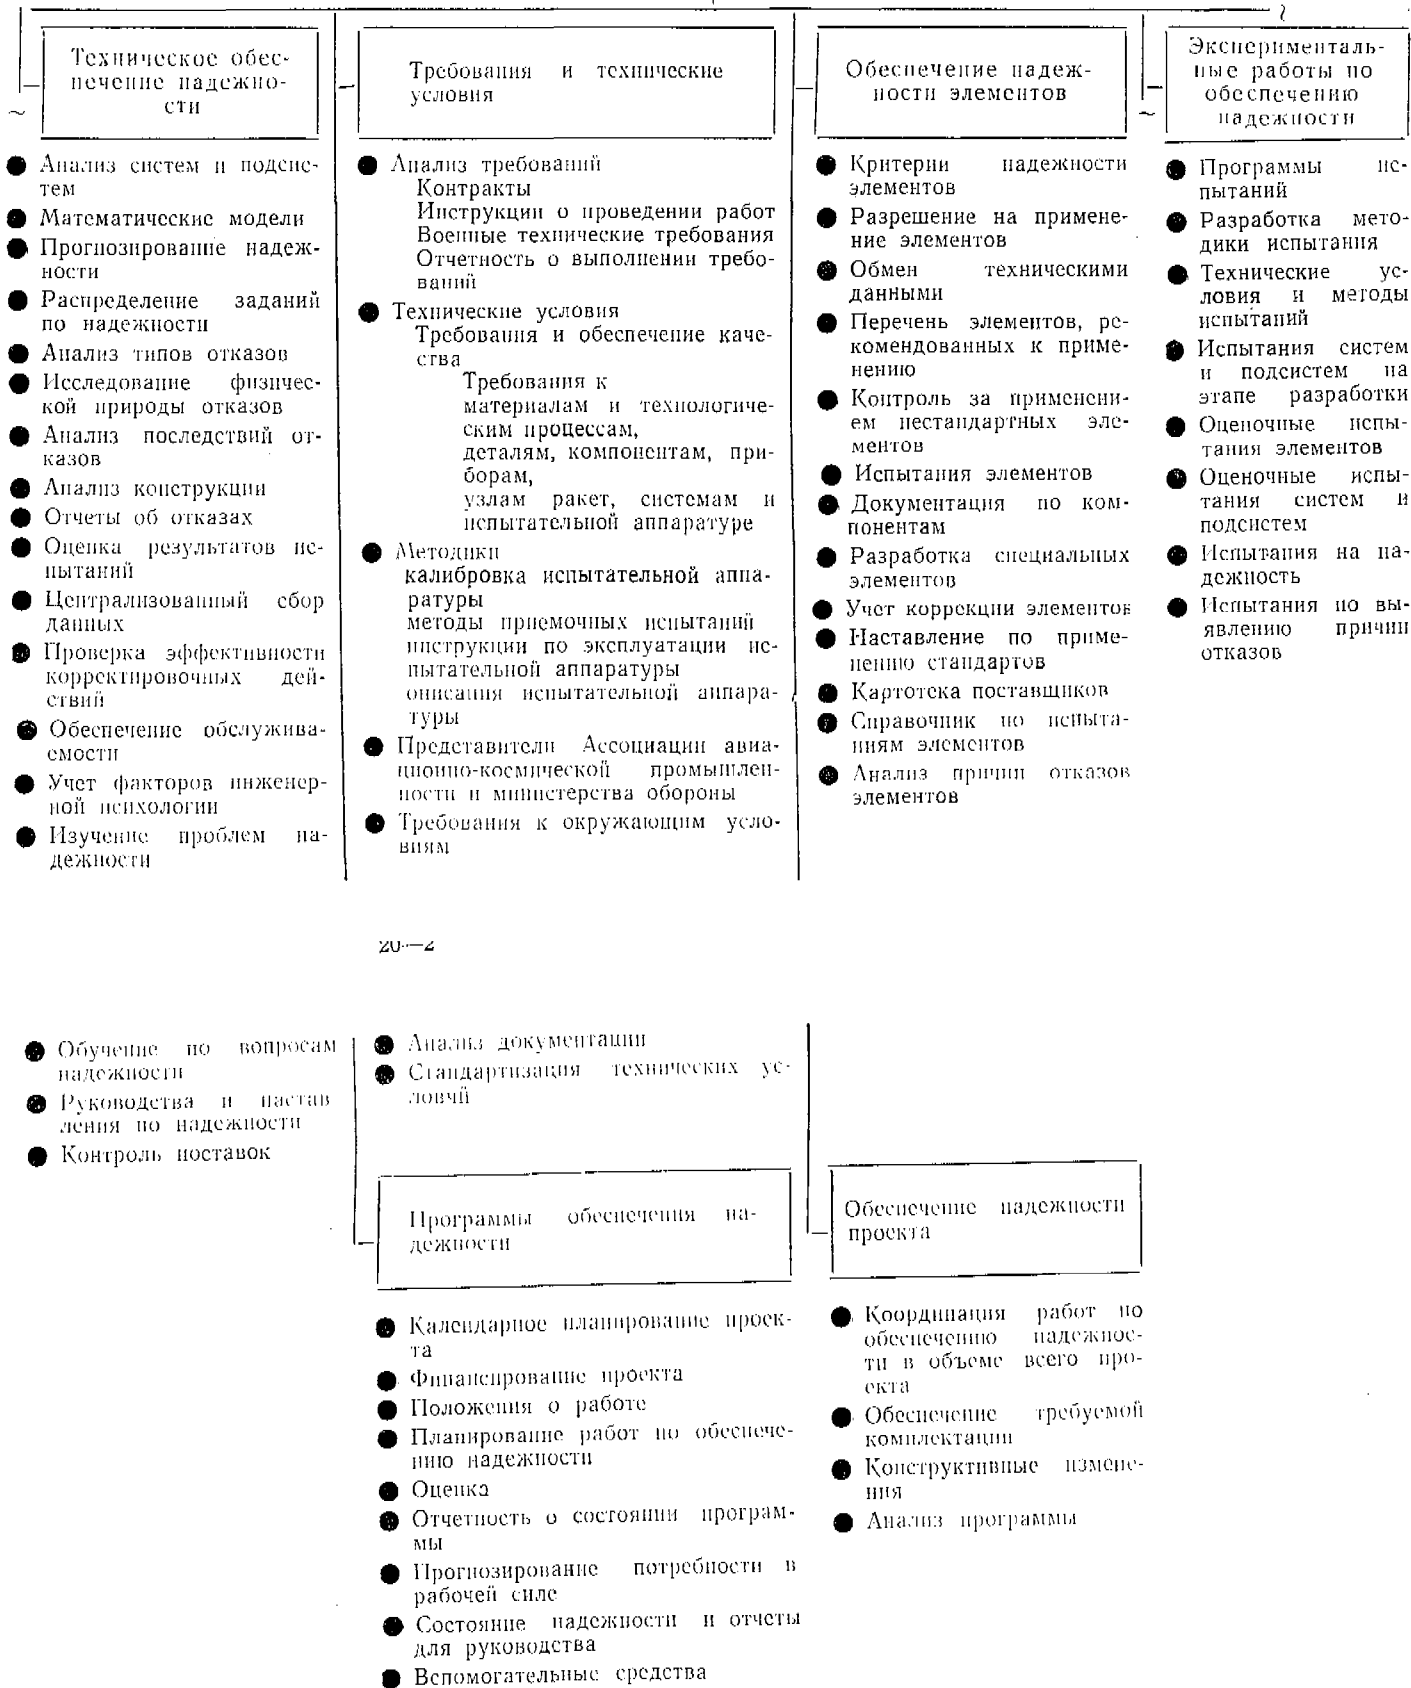 Техническое обес-
печение надежно-
сти
Анализ систем и подсис-
тем
Математические модели
Прогнозирование надеж-
ности
Распределение заданий
по надежности
Анализ типов отказов
Исследование физичес-
кой природы отказов
Анализ последствий от-
казов
Анализ конструкции
Отчеты об отказах
Оценка результатов ис-
пытаний
Централизованный сбор
данных
Проверка эффективности
корректировочных дей-
ствий
Обеспечение обслужива-
емости
Учет факторов инженер-
ной психологии
Изучение проблем на-
дежности
Требования и технические
условия
Анализ требований
Контракты
Инструкции о проведении работ
Военные технические требования
Отчетность о выполнении требо-
ваний
Технические условия
Требования и обеспечение каче-
ства
Требования к
материалам и технологиче-
ским процессам,
деталям, компонентам, при-
борам,
узлам ракет, системам и
испытательной аппаратуре
Методики
калибровка испытательной аппа-
ратуры
методы приемочных испытаний
инструкции по эксплуатации ис-
пытательной аппаратуры
описания испытательной аппара-
туры
Представители Ассоциации авиа-
ционно-космической промышлен-
ности и министерства обороны
Требования к окружающим усло-
виям
Обеспечение надеж-
ности элементов
Критерии надежности
элементов
Разрешение на примене-
ние элементов
Обмен техническими
данными
Перечень элементов, ре-
комендованных к приме-
нению
Контроль за применени-
ем нестандартных эле-
ментов
Испытания элементов
Документация по ком-
понентам
Разработка специальных
элементов
Учет коррекции элементов
Наставление по приме-
нению стандартов
Картотека поставщиков
Справочник по испыта-
ниям элементов
Анализ причин отказов
элементов
Эксперименталь-
ные работы по
обеспечению
надежности
Программы ис-
пытаний
Разработка мето-
дики испытания
Технические ус-
ловия и методы
испытаний
Испытания систем
и подсистем на
этапе разработки
Оценочные испы-
тания элементов
Оценочные испы-
тания систем и
подсистем
Испытания на на-
дежность
Испытания по вы-
явлению причин
отказов
20—2
Обучение по вопросам
надежности
Руководства и настав
ления по надежности
Контроль поставок
Анализ документации
Стандартизация технических ус-
ловий
Программы обеспечения на-
дежности
Календарное планирование проек-
та
Финансирование проекта
Положения о работе
Планирование работ по обеспече-
нию надежности
Оценка
Отчетность о состоянии програм-
мы
Прогнозирование потребности в
рабочей силе
Состояние надежности и отчеты
для руководства
Вспомогательные средства
Обеспечение надежности
проекта
Координация работ по
обеспечению надежнос-
ти в объеме всего про-
екта
Обеспечение требуемой
комплектации
Конструктивные измене-
ния
Анализ программы